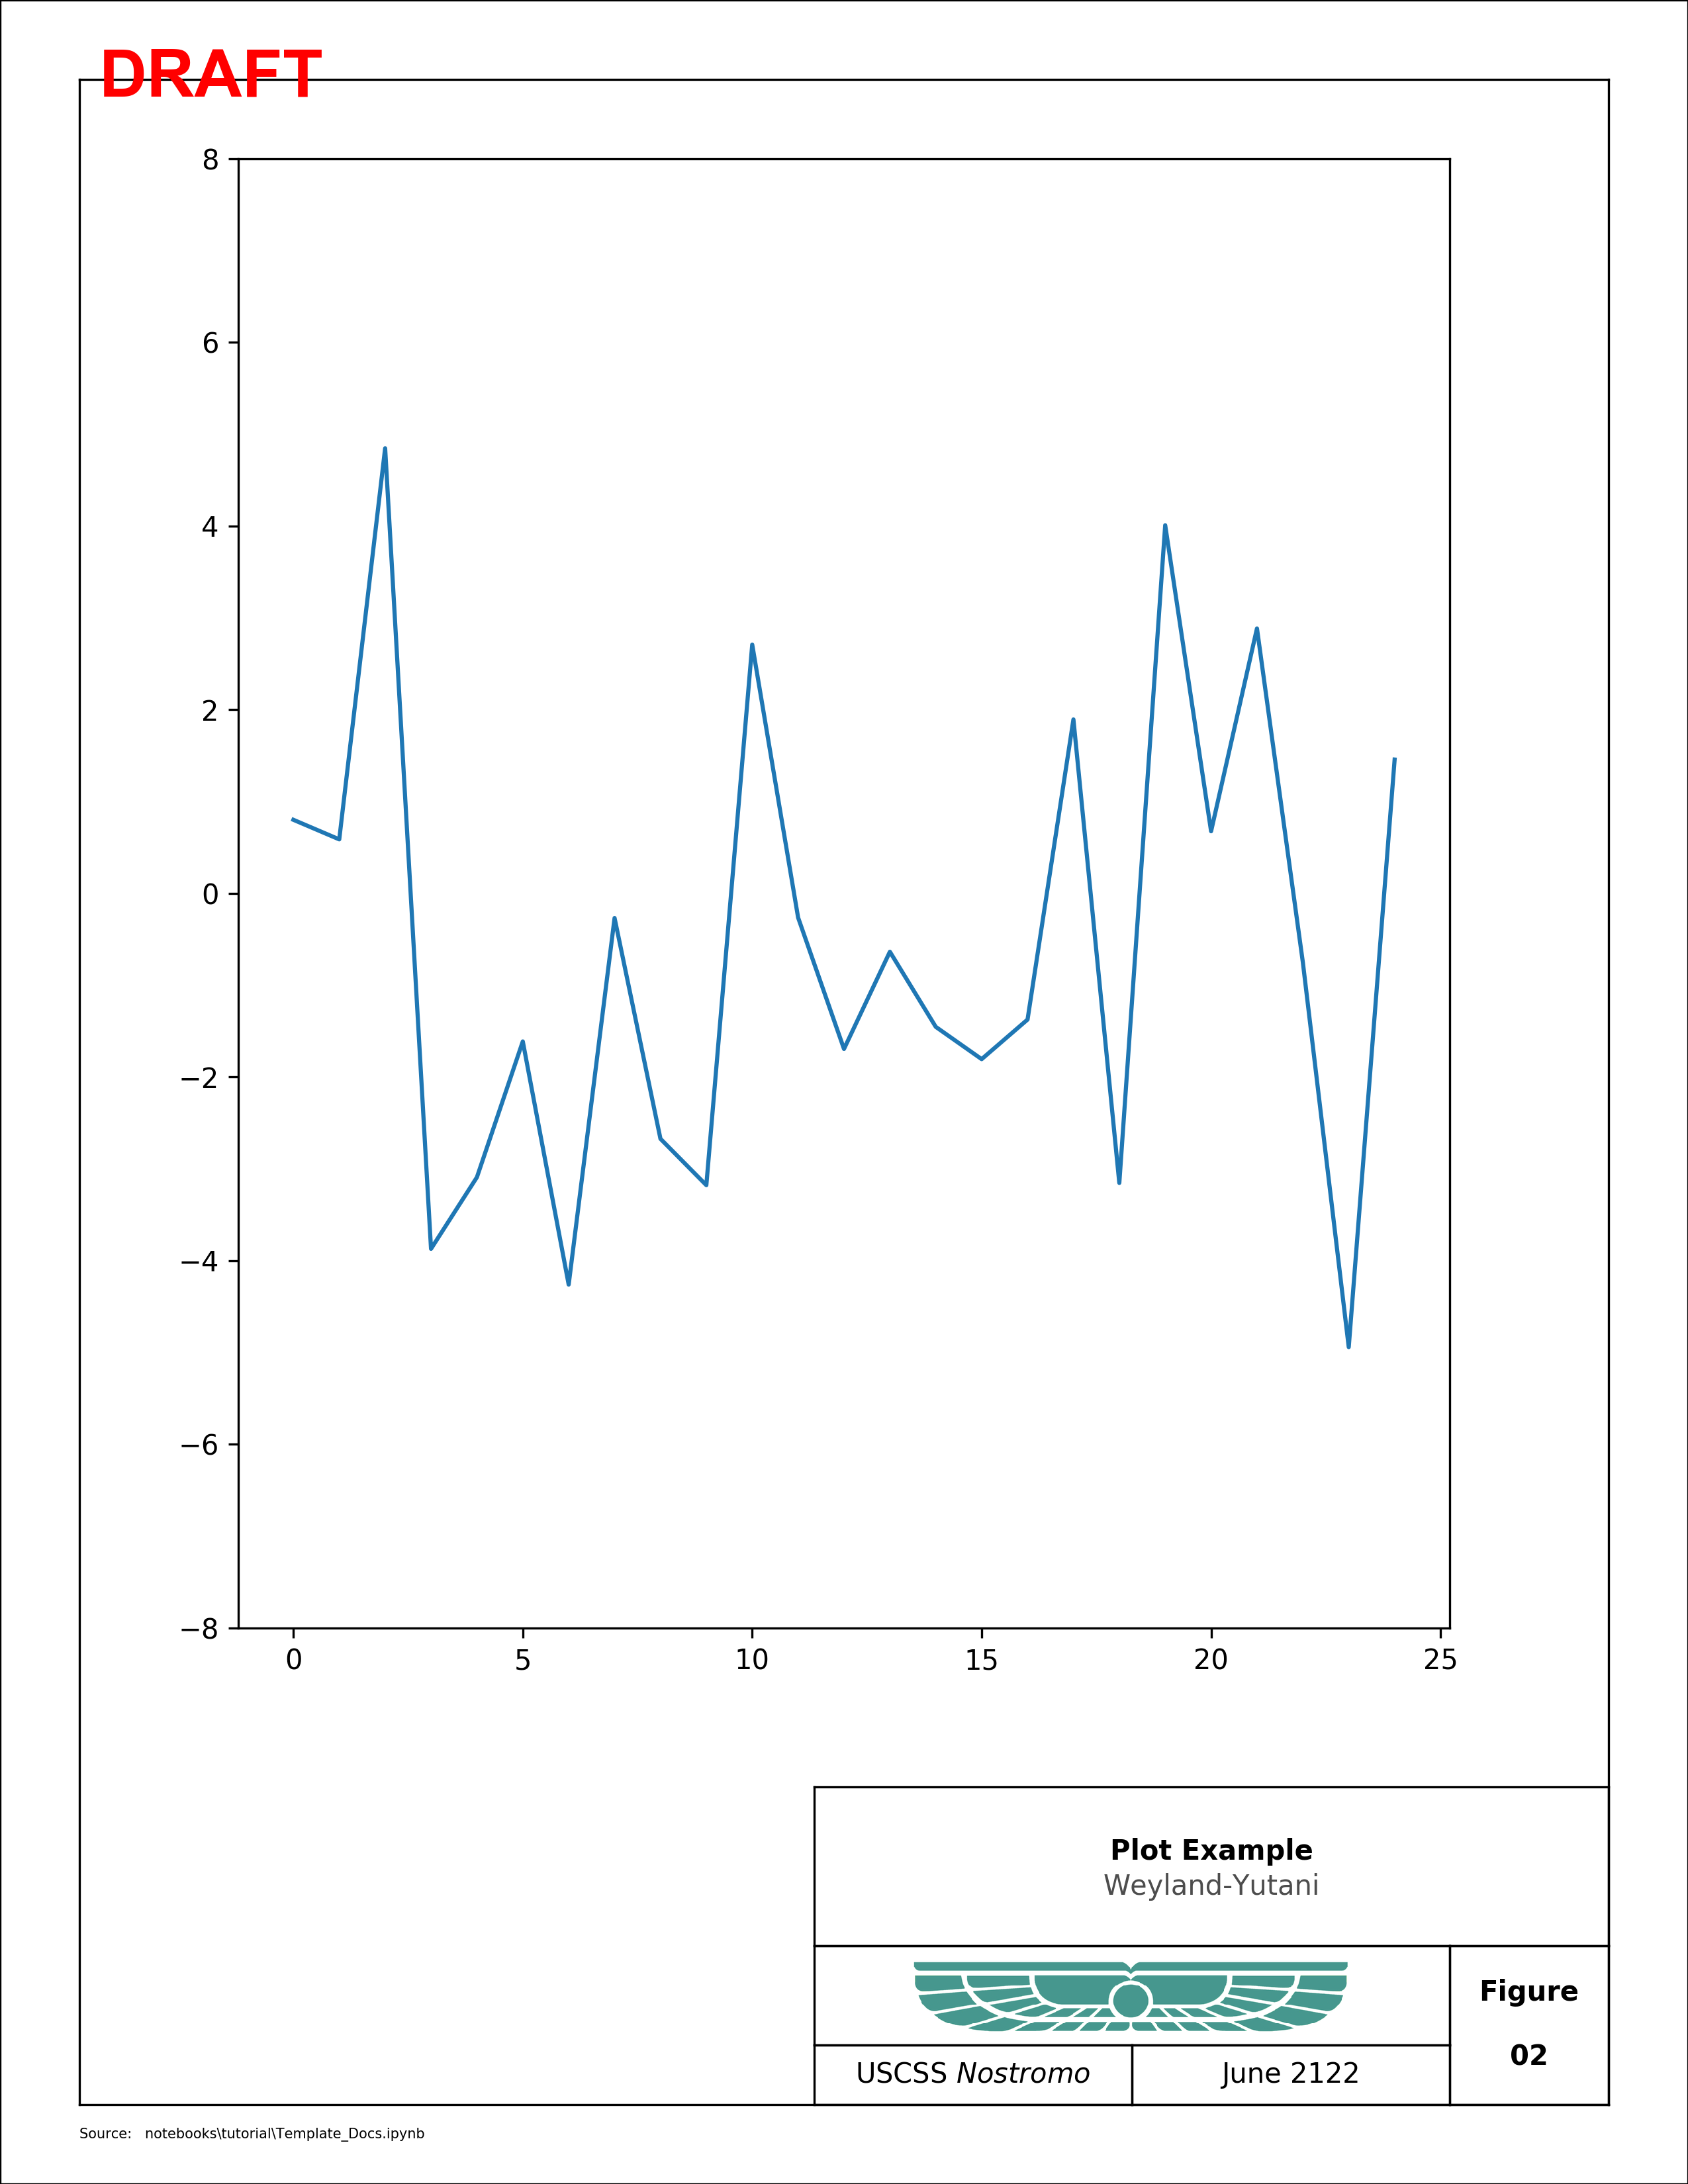 DRAFT
8
6
4
2
0
−2
−4
−6
−8
0 5 10 15 20 25
Plot Example
Weyland-Yutani
Figure
02
USCSS Nostromo
June 2122
Source: notebooks\tutorial\Template_Docs.ipynb